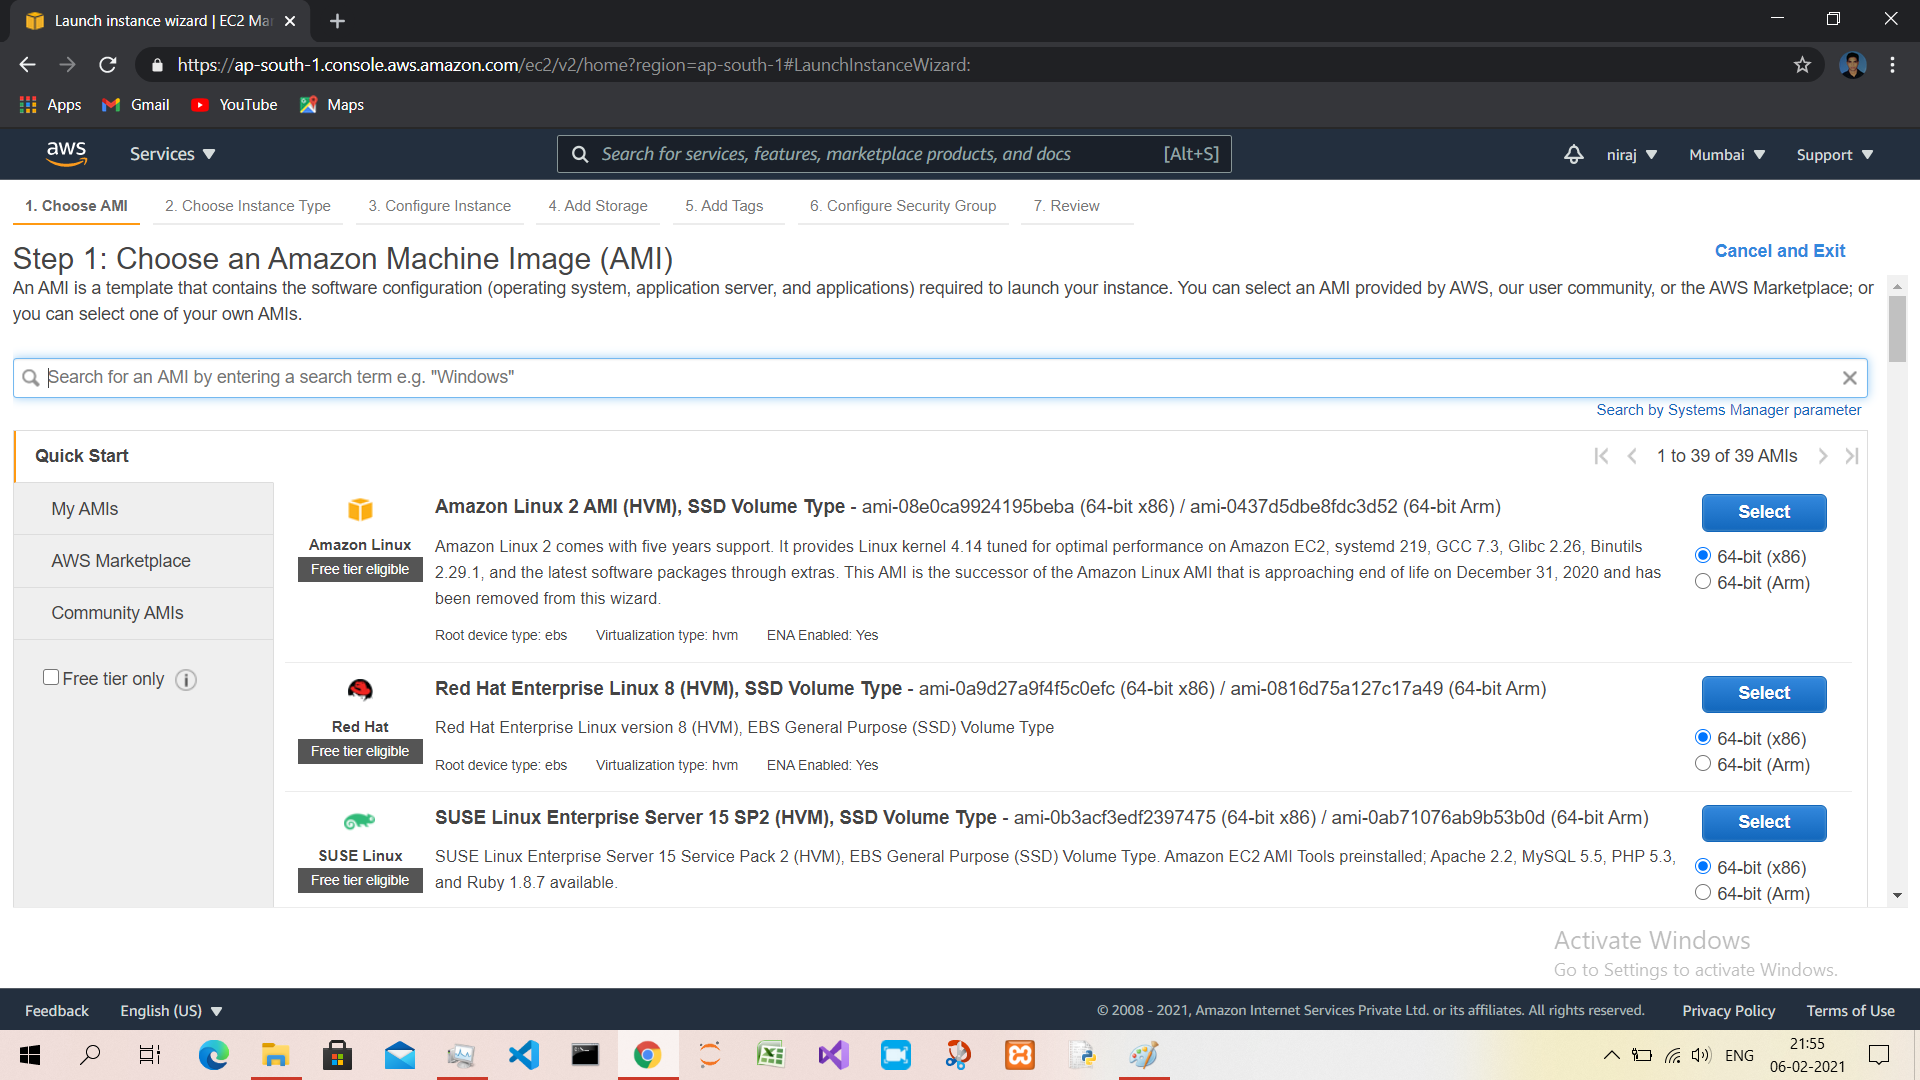 Launch instance wizard | EC2 Mar
https://ap-south-1.console.aws.amazon.com/ec2/v2/home?region=ap-south-1#LaunchInstanceWizard:
Apps Gmail YouTube Maps
aws Services Search for services, features, marketplace products, and docs [Alt+S] niraj Mumbai Support
1. Choose AMI 2. Choose Instance Type 3. Configure Instance 4. Add Storage 5. Add Tags 6. Configure Security Group 7. Review
Step 1: Choose an Amazon Machine Image (AMI) Cancel and Exit
An AMI is a template that contains the software configuration (operating system, application server, and applications) required to launch your instance. You can select an AMI provided by AWS, our user community, or the AWS Marketplace; or
you can select one of your own AMIs.
Search for an AMI by entering a search term e.g. "Windows"
Search by Systems Manager parameter
Quick Start 1 to 39 of 39 AMIs
My AMIs
AWS Marketplace
Community AMIs
Free tier only
Amazon Linux
Free tier eligible
Amazon Linux 2 AMI (HVM), SSD Volume Type - ami-08e0ca9924195beba (64-bit x86) / ami-0437d5dbe8fdc3d52 (64-bit Arm)
Amazon Linux 2 comes with five years support. It provides Linux kernel 4.14 tuned for optimal performance on Amazon EC2, systemd 219, GCC 7.3, Glibc 2.26, Binutils
2.29.1, and the latest software packages through extras. This AMI is the successor of the Amazon Linux AMI that is approaching end of life on December 31, 2020 and has
been removed from this wizard.
Root device type: ebs Virtualization type: hvm ENA Enabled: Yes
Select
64-bit (x86)
64-bit (Arm)
Red Hat
Free tier eligible
Red Hat Enterprise Linux 8 (HVM), SSD Volume Type - ami-0a9d27a9f4f5c0efc (64-bit x86) / ami-0816d75a127c17a49 (64-bit Arm)
Red Hat Enterprise Linux version 8 (HVM), EBS General Purpose (SSD) Volume Type
Root device type: ebs Virtualization type: hvm ENA Enabled: Yes
Select
64-bit (x86)
64-bit (Arm)
SUSE Linux
Free tier eligible
SUSE Linux Enterprise Server 15 SP2 (HVM), SSD Volume Type - ami-0b3acf3edf2397475 (64-bit x86) / ami-0ab71076ab9b53b0d (64-bit Arm)
SUSE Linux Enterprise Server 15 Service Pack 2 (HVM), EBS General Purpose (SSD) Volume Type. Amazon EC2 AMI Tools preinstalled; Apache 2.2, MySQL 5.5, PHP 5.3,
and Ruby 1.8.7 available.
Select
64-bit (x86)
64-bit (Arm)
Activate Windows
Go to Settings to activate Windows.
Feedback English (US) © 2008 - 2021, Amazon Internet Services Private Ltd. or its affiliates. All rights reserved. Privacy Policy Terms of Use
ENG
21:55
06-02-2021